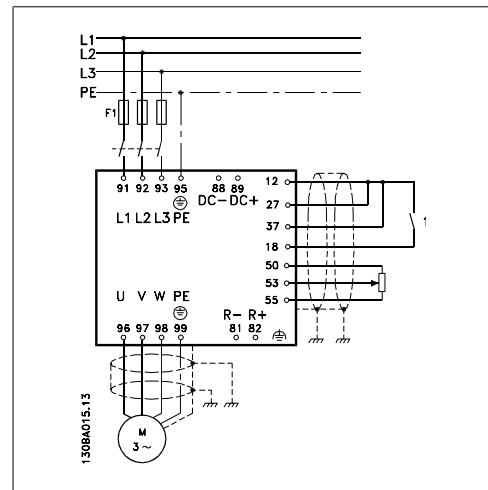 L1
L2
L3
PE
F1
91 92 93 95 88 89 12
DC- DC+
27
L1 L2 L3 PE
37
18
50
U V W PE
53
R- R+
55
96 97 98 99 81 82
M
3~
130BA015.13